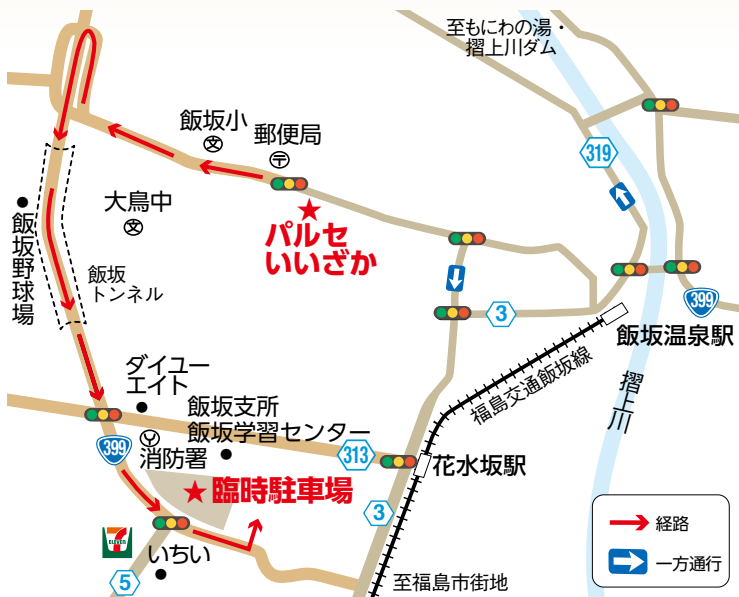 至もにわの湯・
摺上川ダム
飯坂小
文
郵便局
〒
319
大鳥中
文
パルセ
いいざか
飯坂野球場
飯坂
トンネル
3
399
飯坂温泉駅
福島交通飯坂線
摺上川
ダイユー
エイト
飯坂支所
飯坂学習センター
399
消防署
313
花水坂駅
臨時駐車場
3
7
ELEVEN
いちい
5
至福島市街地
経路
一方通行